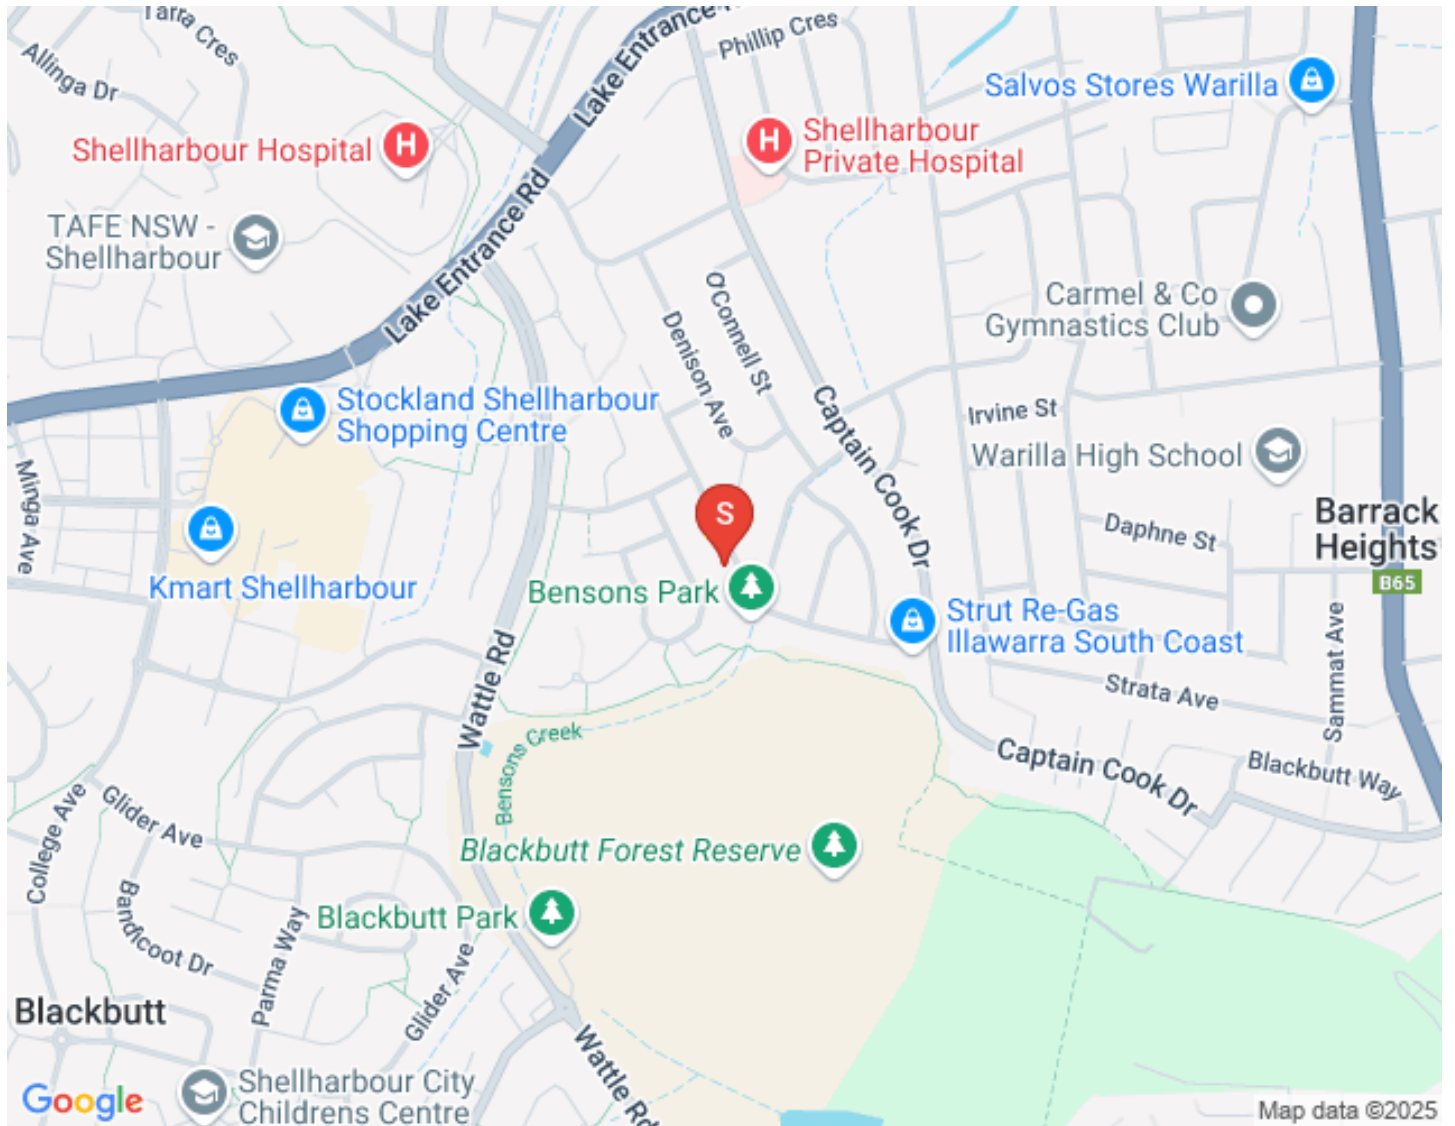 Tarra Cres
Allinga Dr
Lake Entrance R
Phillip Cres
Salvos Stores Warilla
Shellharbour Hospital
H
H
Shellharbour
Private Hospital
TAFE NSW -
Shellharbour
Lake Entrance Rd
O'Connell St
Denison Ave
Carmel & Co
Gymnastics Club
Stockland Shellharbour
Shopping Centre
Captain Cook Dr
Irvine St
Warilla High School
Minga Ave
S
Daphne St
Barrack
Heights
B65
Kmart Shellharbour
Bensons Park
Strut Re-Gas
Illawarra South Coast
Wattle Rd
Strata Ave
Sammat Ave
Bensons Creek
Captain Cook Dr
Blackbutt Way
College Ave
Glider Ave
Blackbutt Forest Reserve
Bandicoot Dr
Parma Way
Blackbutt Park
Glider Ave
Blackbutt
Wattle Rd
Shellharbour City
Childrens Centre
Google
Map data ©2025